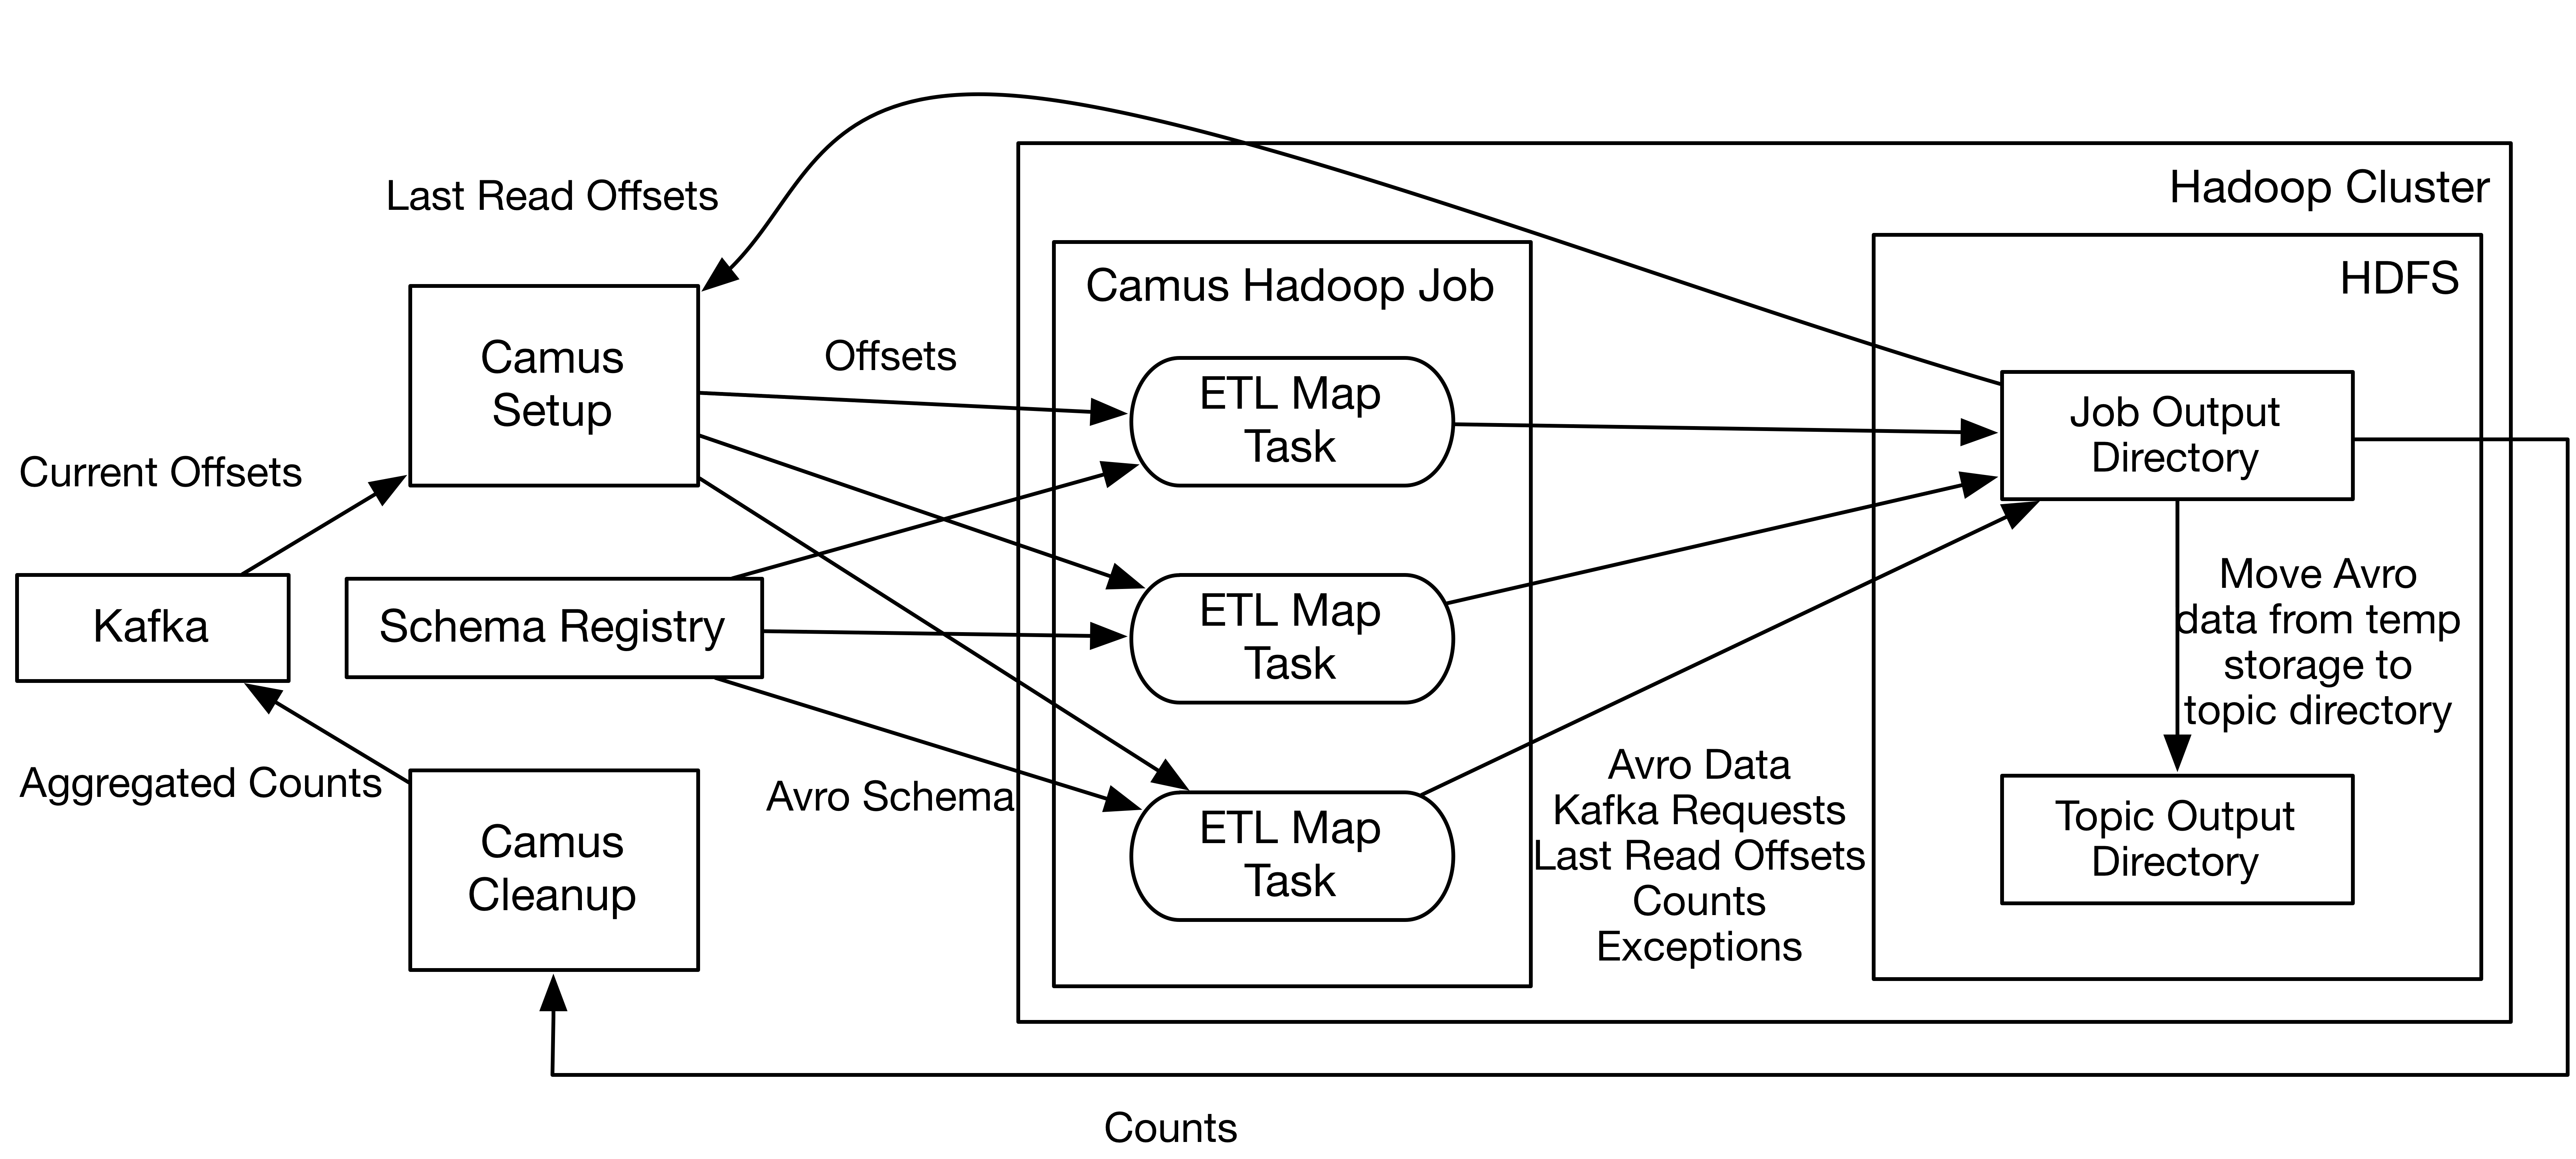 Hadoop Cluster
Last Read Offsets
HDFS
Camus Hadoop Job
Camus
Setup
Offsets
ETL Map
Task
Job Output
Directory
Current Offsets
Kafka
Schema Registry
ETL Map
Task
Move Avro
data from temp
storage to
topic directory
Aggregated Counts
Avro Schema
Camus
Cleanup
ETL Map
Task
Avro Data
Kafka Requests
Last Read Offsets
Counts
Exceptions
Topic Output
Directory
Counts